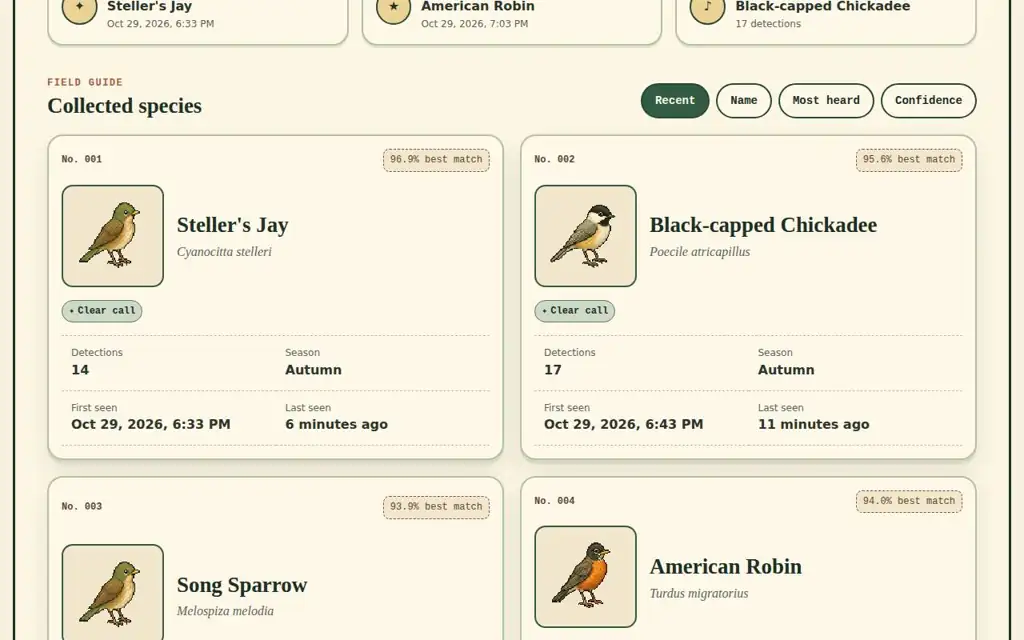 ✦
Steller's Jay
Oct 29, 2026, 6:33 PM
★
American Robin
Oct 29, 2026, 7:03 PM
♪
Black-capped Chickadee
17 detections
FIELD GUIDE
Collected species
Recent
Name
Most heard
Confidence
No. 001
96.9% best match
Steller's Jay
Cyanocitta stelleri
✦ Clear call
Detections
14
Season
Autumn
First seen
Oct 29, 2026, 6:33 PM
Last seen
6 minutes ago
No. 002
95.6% best match
Black-capped Chickadee
Poecile atricapillus
✦ Clear call
Detections
17
Season
Autumn
First seen
Oct 29, 2026, 6:43 PM
Last seen
11 minutes ago
No. 003
93.9% best match
Song Sparrow
Melospiza melodia
No. 004
94.0% best match
American Robin
Turdus migratorius